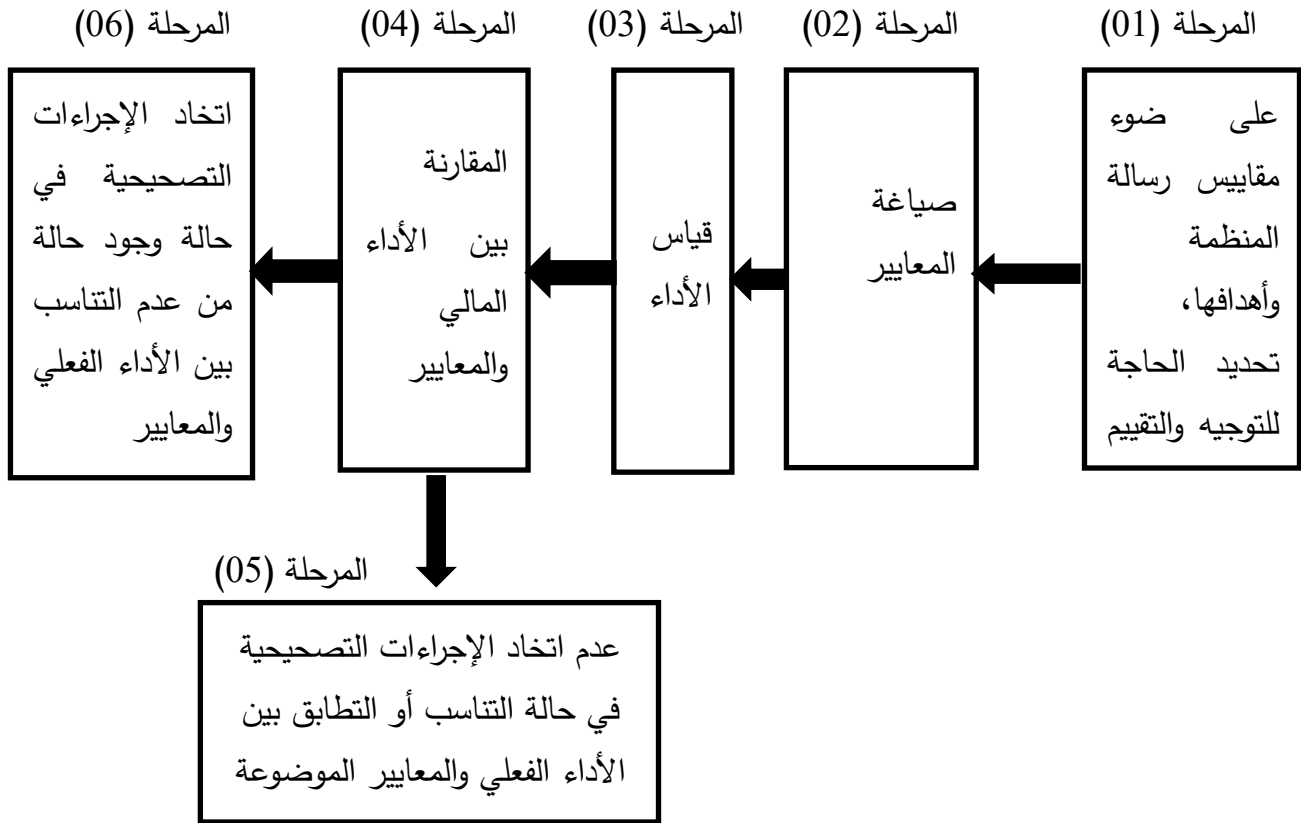 المرحلة (01)
على ضوء
مقاييس رسالة
المنظمة
وأهدافها،
تحديد الحاجة
للتوجيه والتقييم
المرحلة (02)
صياغة
المعايير
المرحلة (03)
قياس
الأداء
المرحلة (04)
المقارنة
بين الأداء
المالي
والمعايير
المرحلة (06)
اتخاد الإجراءات
التصحيحية في
حالة وجود حالة
من عدم التناسب
بين الأداء الفعلي
والمعايير
المرحلة (05)
عدم اتخاد الإجراءات التصحيحية
في حالة التناسب أو التطابق بين
الأداء الفعلي والمعايير الموضوعة